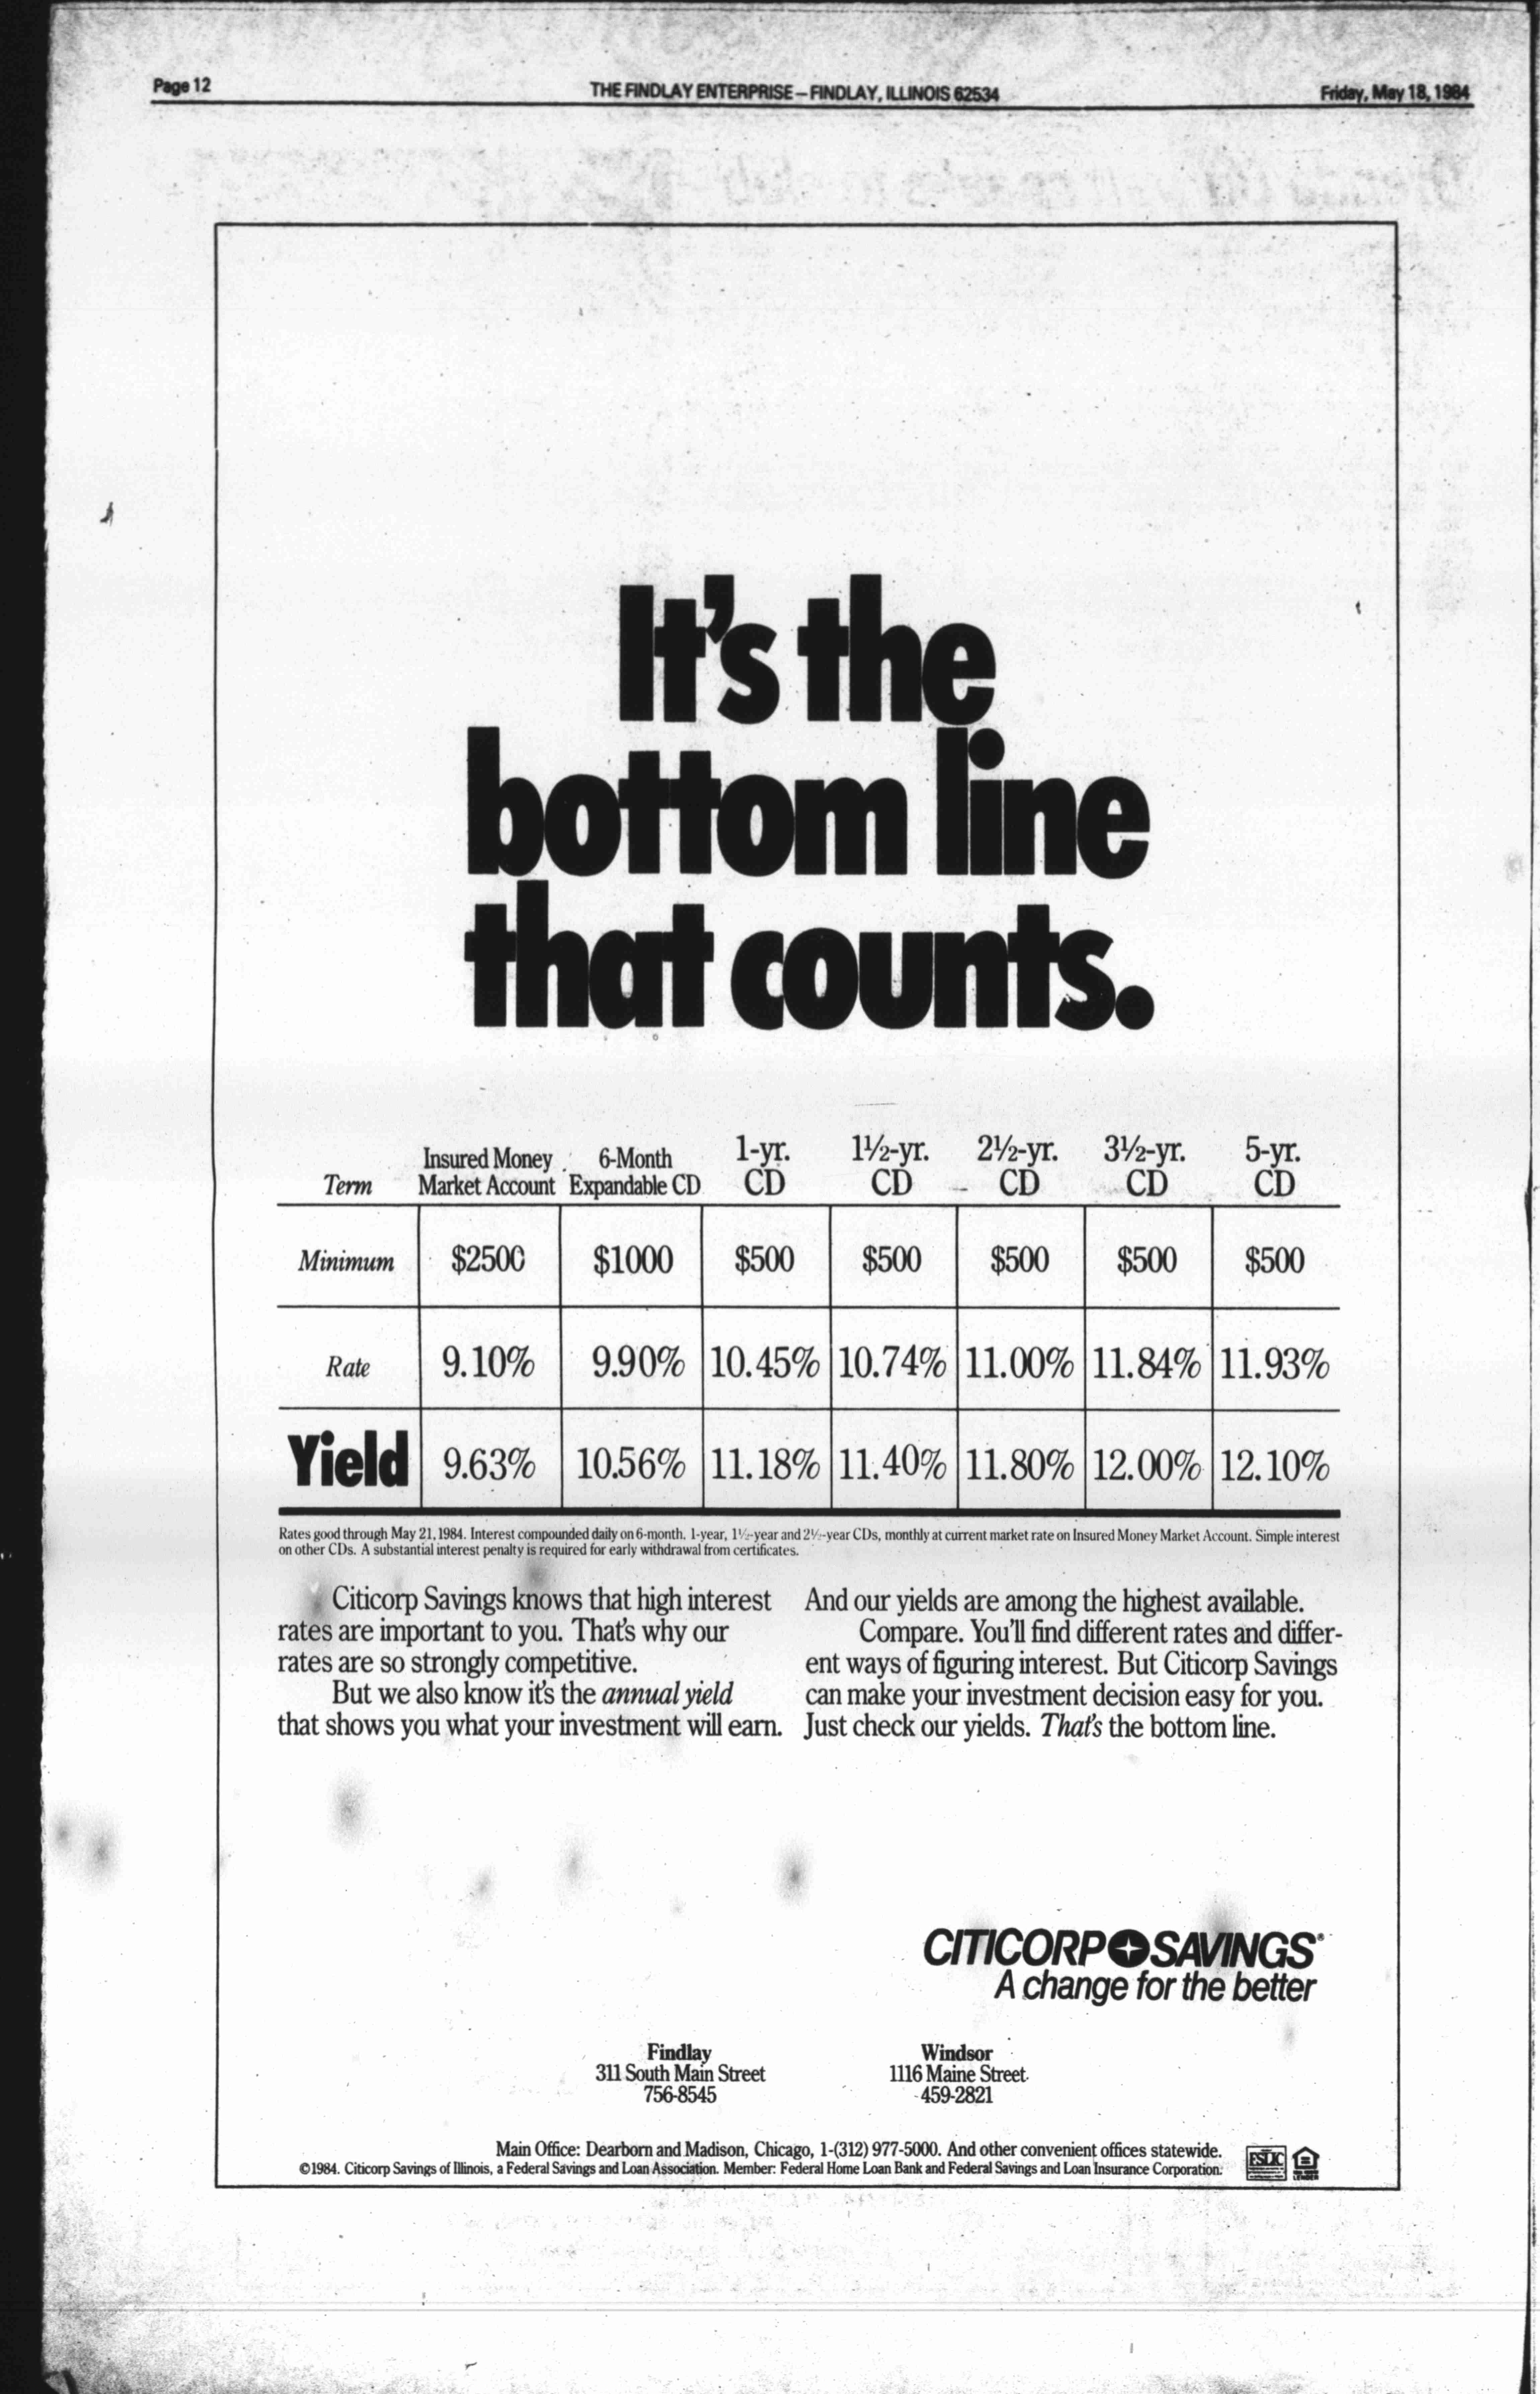 Page 12
THE FINDLAY ENTERPRISE – FINDLAY, ILLINOIS 62534
Friday, May 18, 1984
It's the
bottom line
that counts.
Term
Insured Money Market Account
6-Month Expandable CD
1-yr. CD
1½-yr. CD
2½-yr. CD
3½-yr. CD
5-yr. CD
Minimum $2500 $1000 $500 $500 $500 $500 $500
Rate 9.10% 9.90% 10.45% 10.74% 11.00% 11.84% 11.93%
Yield 9.63% 10.56% 11.18% 11.40% 11.80% 12.00% 12.10%
Rates good through May 21, 1984. Interest compounded daily on 6-month, 1-year, 1½-year and 2½-year CDs, monthly at current market rate on Insured Money Market Account. Simple interest
on other CDs. A substantial interest penalty is required for early withdrawal from certificates.
Citicorp Savings knows that high interest
rates are important to you. That's why our
rates are so strongly competitive.
But we also know it's the annual yield
that shows you what your investment will earn.
And our yields are among the highest available.
Compare. You'll find different rates and differ-
ent ways of figuring interest. But Citicorp Savings
can make your investment decision easy for you.
Just check our yields. That's the bottom line.
CITICORP SAVINGS®
A change for the better
Findlay
311 South Main Street
756-8545
Windsor
1116 Maine Street
459-2821
Main Office: Dearborn and Madison, Chicago, 1-(312) 977-5000. And other convenient offices statewide.
©1984. Citicorp Savings of Illinois, a Federal Savings and Loan Association. Member: Federal Home Loan Bank and Federal Savings and Loan Insurance Corporation.
FSLIC